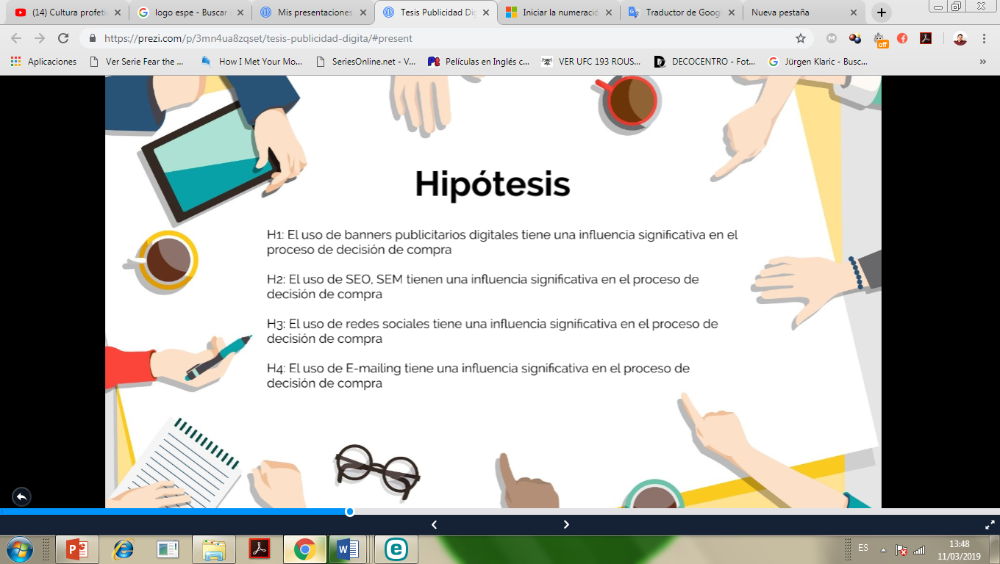 (14) Cultura profeti
logo espe - Buscar
Mis presentaciones
Tesis Publicidad Dig
Iniciar la numeració
Traductor de Googl
Nueva pestaña
https://prezi.com/p/3mn4ua8zqset/tesis-publicidad-digita/#present
off
Aplicaciones
Ver Serie Fear the ...
How I Met Your Mo...
SeriesOnline.net - V...
Películas en Inglés c...
VER UFC 193 ROUS...
DECOCENTRO - Fot...
Jürgen Klaric - Busc...
»
Hipótesis
H1: El uso de banners publicitarios digitales tiene una influencia significativa en el
proceso de decisión de compra
H2: El uso de SEO, SEM tienen una influencia significativa en el proceso de
decisión de compra
H3: El uso de redes sociales tiene una influencia significativa en el proceso de
decisión de compra
H4: El uso de E-mailing tiene una influencia significativa en el proceso de
decisión de compra
ES
13:48
11/03/2019